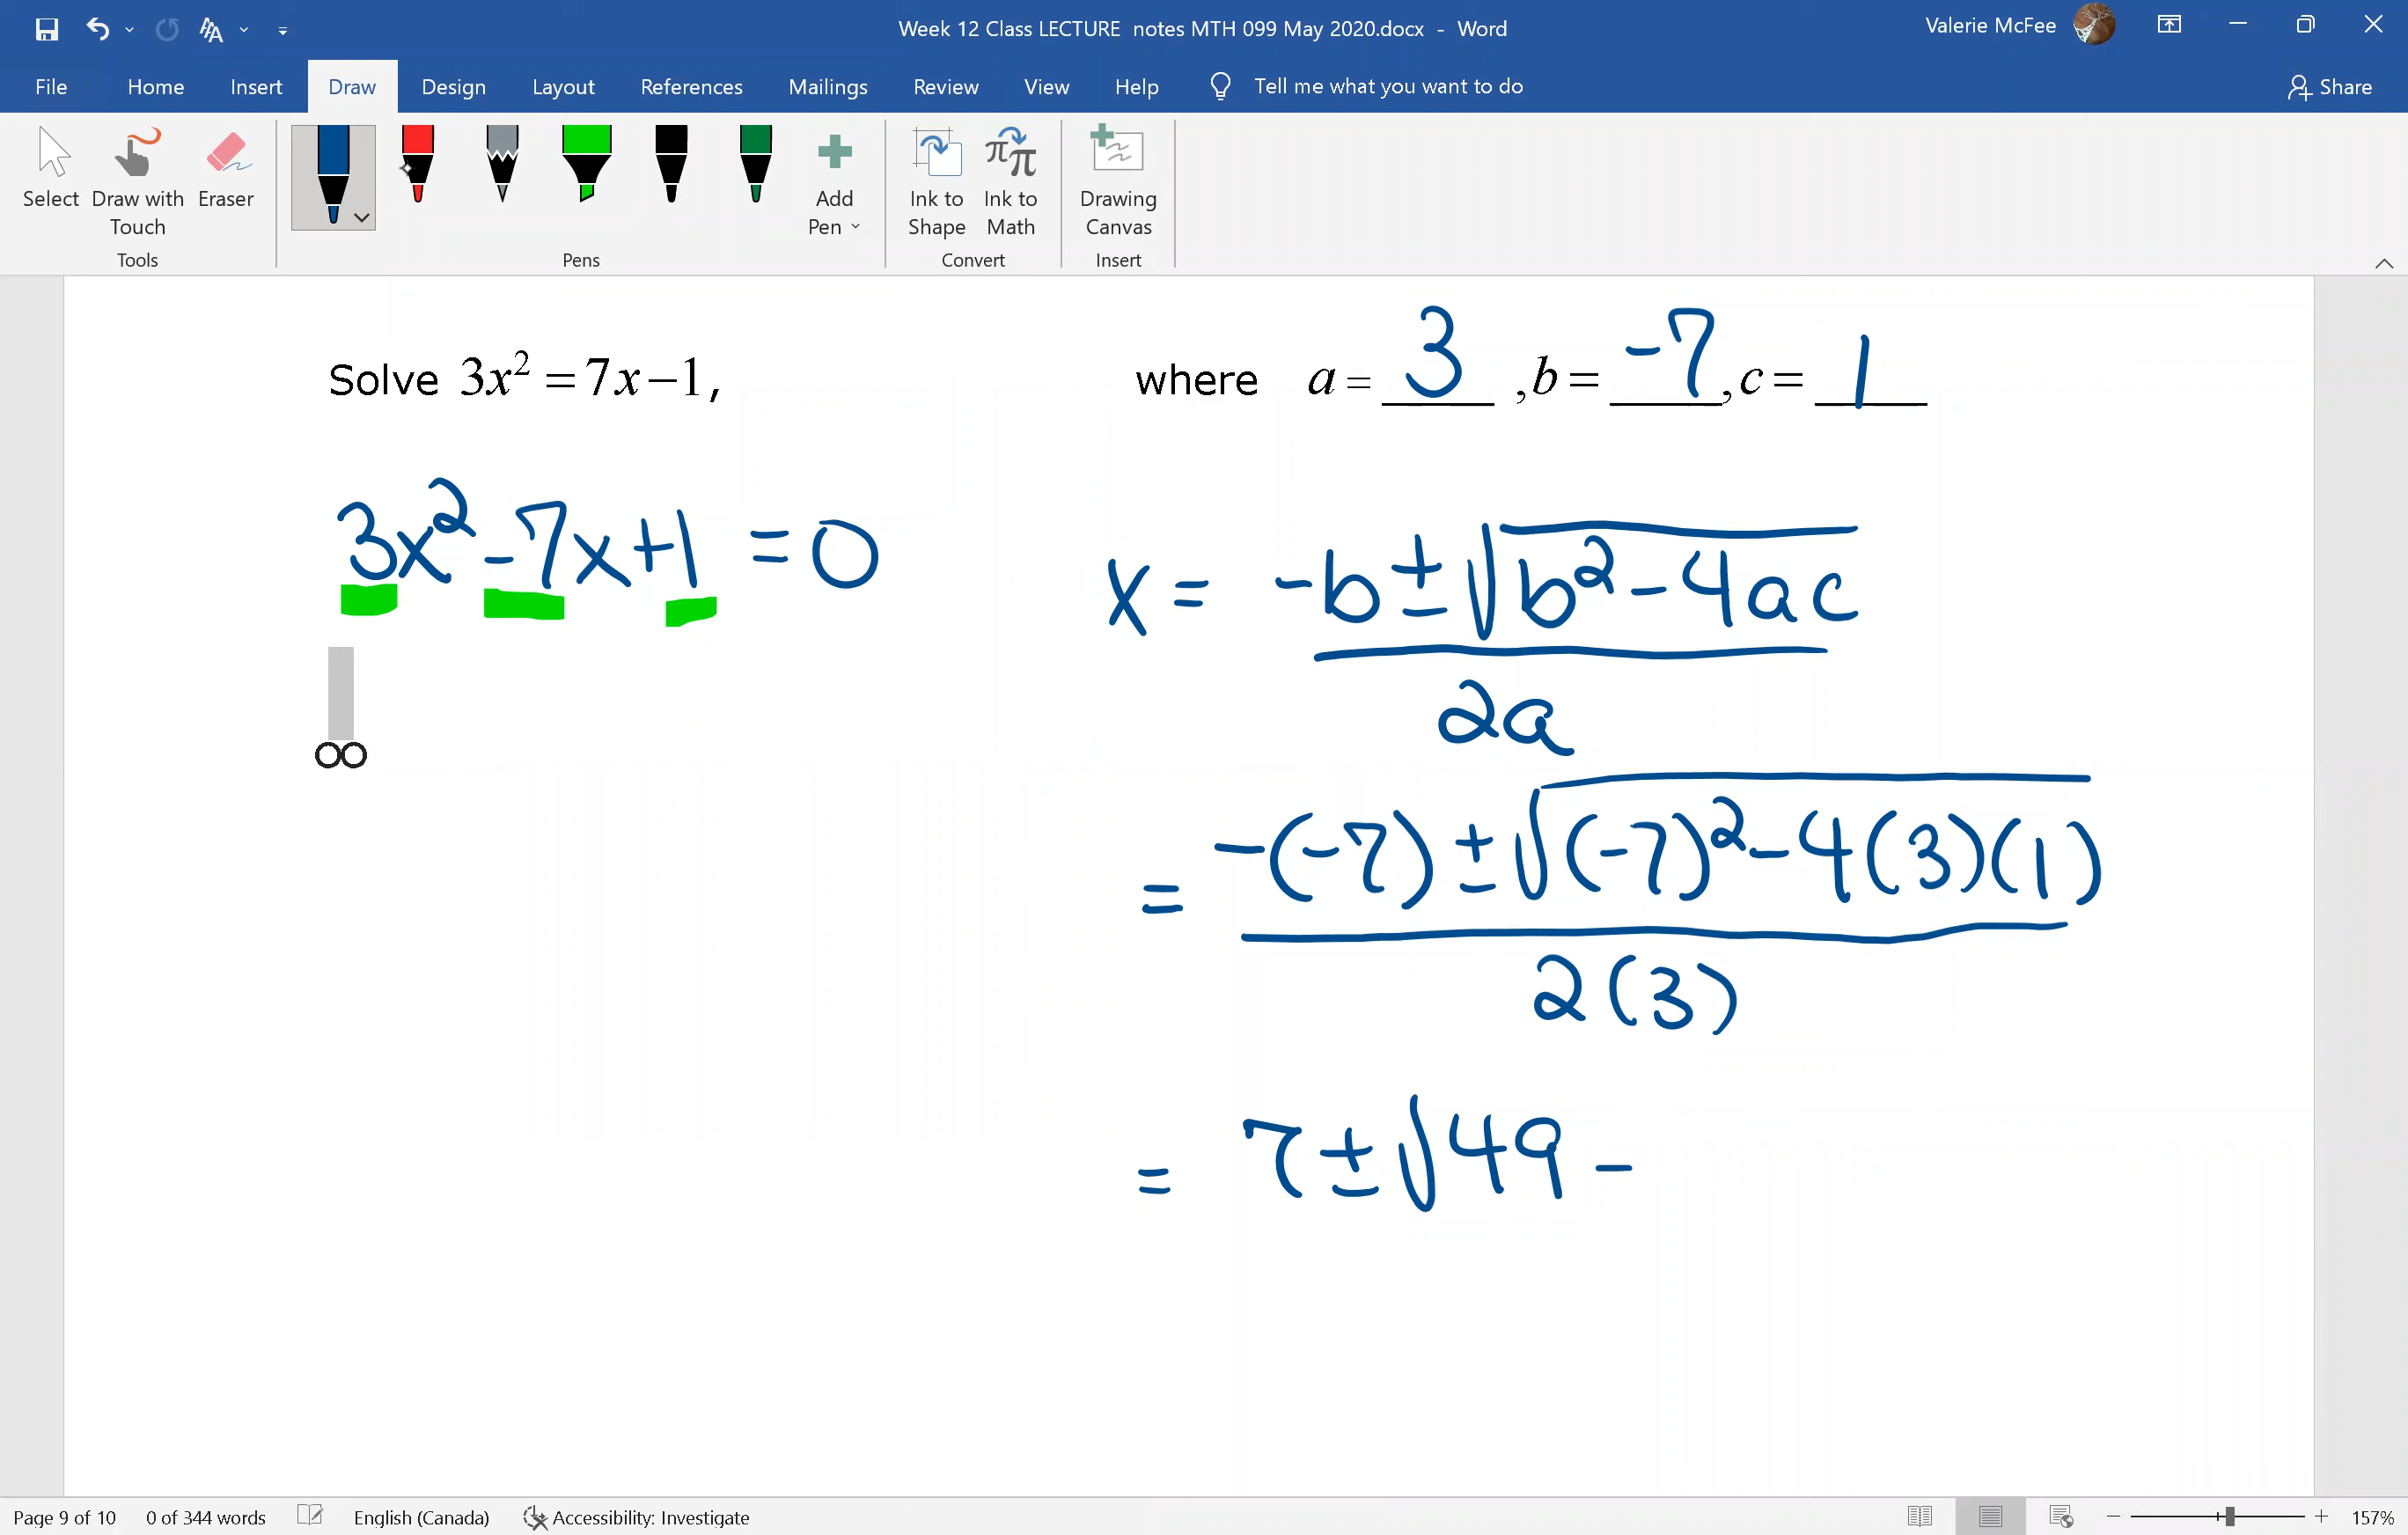 Week 12 Class LECTURE notes MTH 099 May 2020.docx - Word
Valerie McFee
File Home Insert Draw Design Layout References Mailings Review View Help Tell me what you want to do Share
Select Draw with Touch Eraser Add Pen Ink to Shape Ink to Math Drawing Canvas
Tools Pens Convert Insert
Solve 3x² = 7x − 1, where a = 3 , b = -7 , c = 1
3x² - 7x + 1 = 0
x = (-b ± √(b² - 4ac)) / 2a
= (-(-7) ± √((-7)² - 4(3)(1))) / 2(3)
= 7 ± √49 -
Page 9 of 10 0 of 344 words English (Canada) Accessibility: Investigate 157%